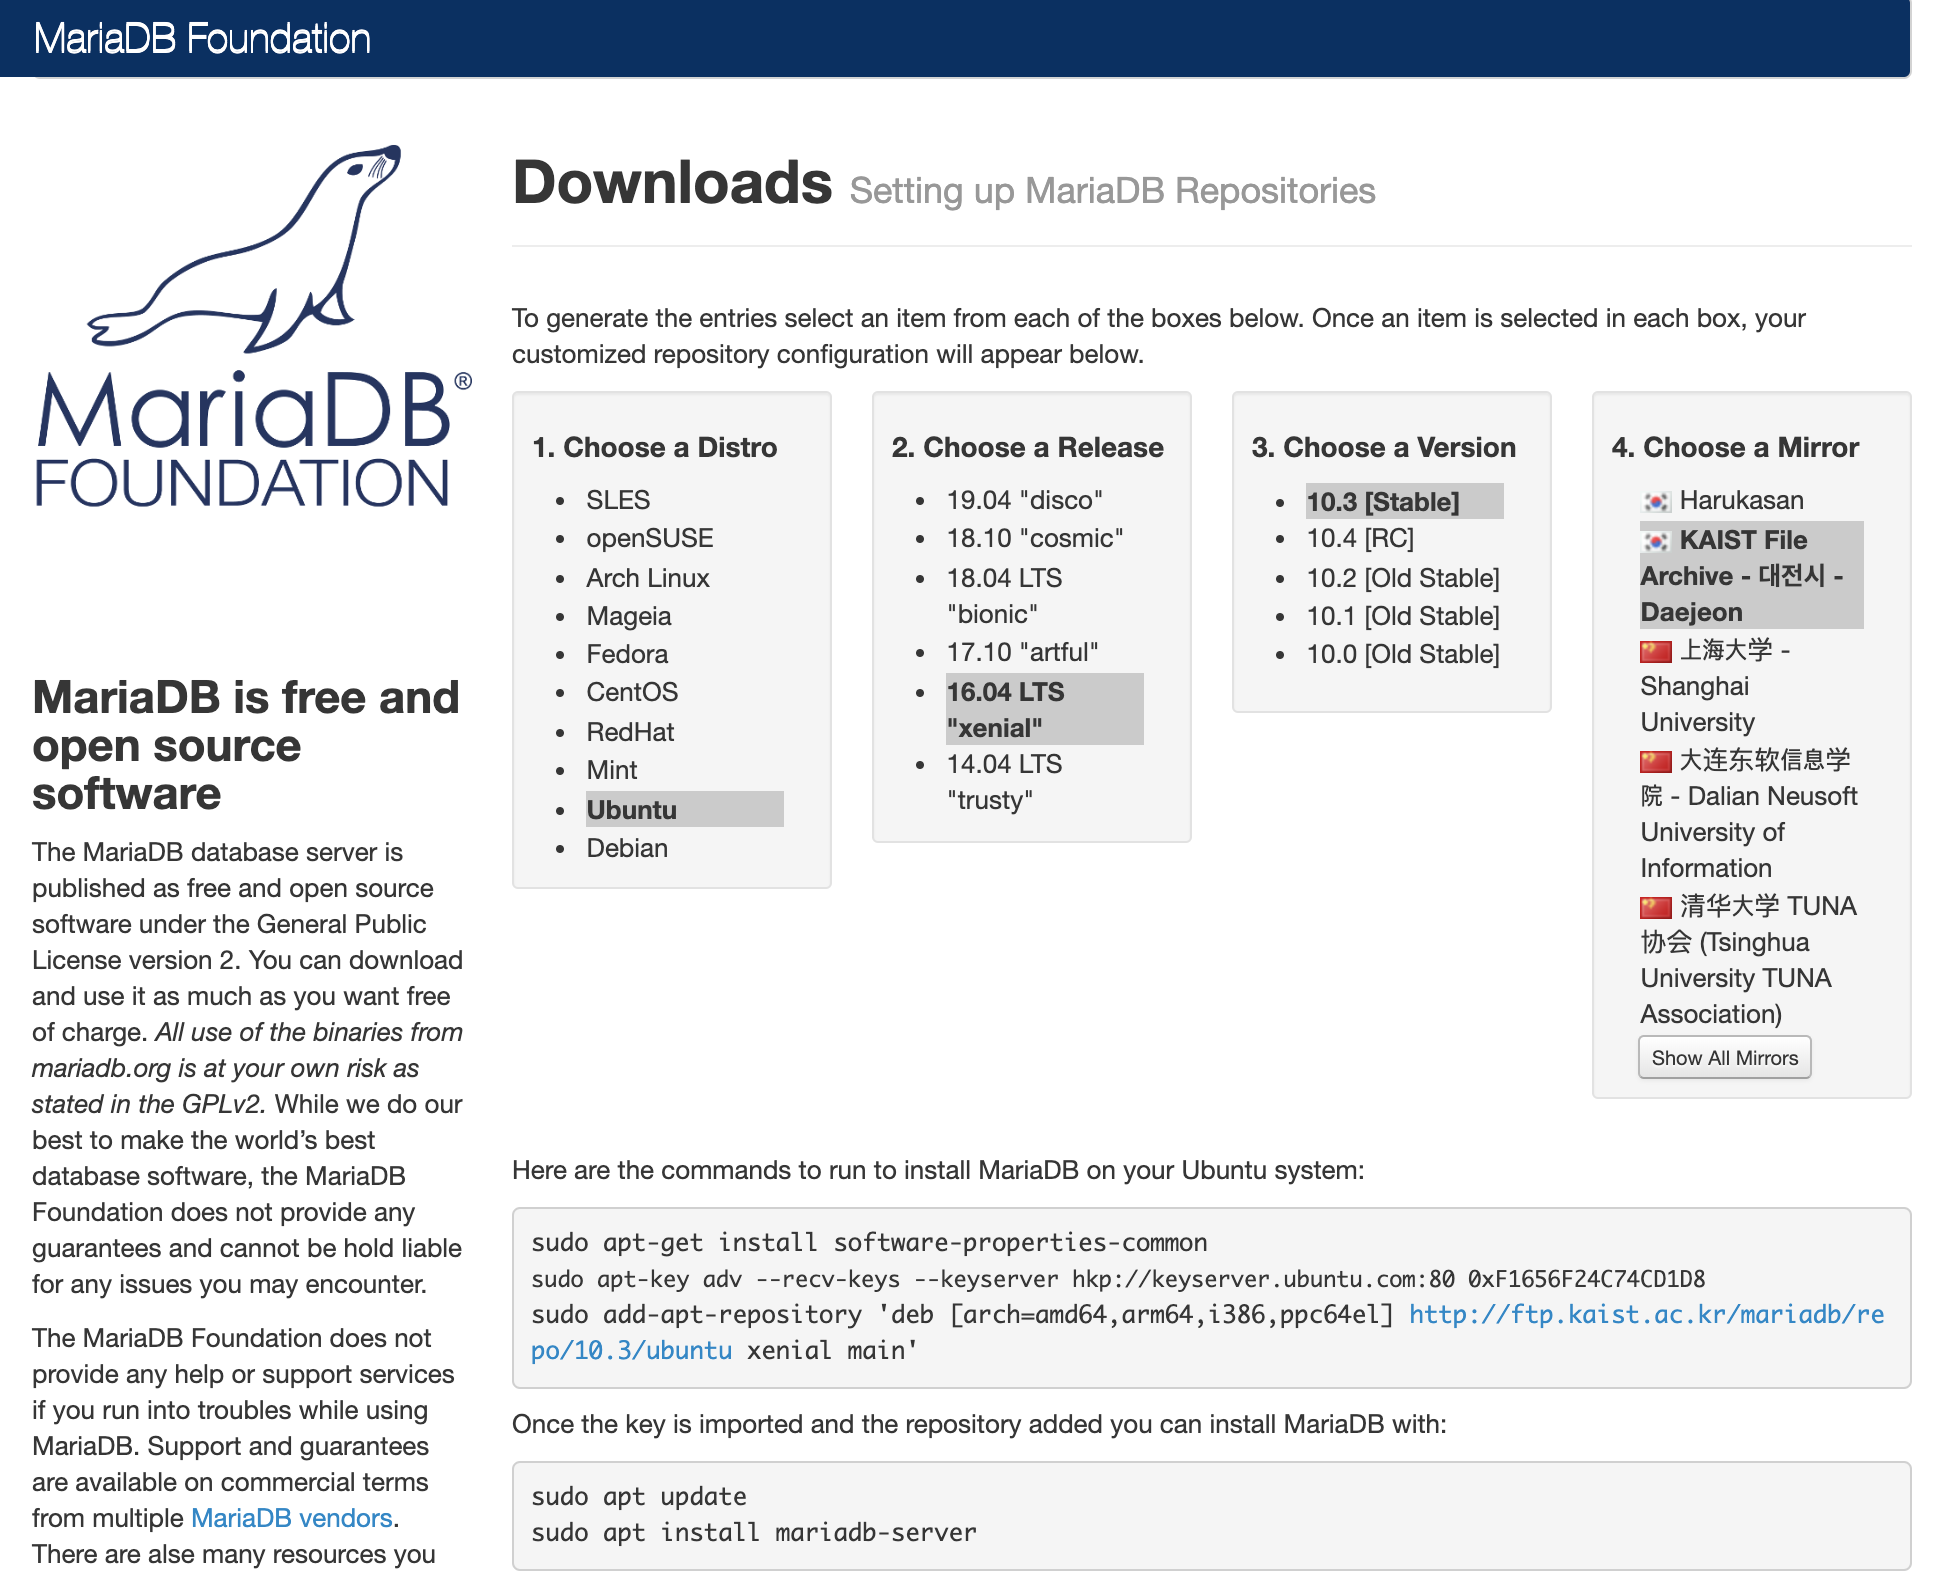 MariaDB Foundation
MariaDB®
FOUNDATION
MariaDB is free and
open source
software
The MariaDB database server is
published as free and open source
software under the General Public
License version 2. You can download
and use it as much as you want free
of charge. All use of the binaries from
mariadb.org is at your own risk as
stated in the GPLv2. While we do our
best to make the world’s best
database software, the MariaDB
Foundation does not provide any
guarantees and cannot be hold liable
for any issues you may encounter.
The MariaDB Foundation does not
provide any help or support services
if you run into troubles while using
MariaDB. Support and guarantees
are available on commercial terms
from multiple MariaDB vendors.
There are alse many resources you
Downloads Setting up MariaDB Repositories
To generate the entries select an item from each of the boxes below. Once an item is selected in each box, your
customized repository configuration will appear below.
1. Choose a Distro
SLES
openSUSE
Arch Linux
Mageia
Fedora
CentOS
RedHat
Mint
Ubuntu
Debian
2. Choose a Release
19.04 "disco"
18.10 "cosmic"
18.04 LTS
"bionic"
17.10 "artful"
16.04 LTS
"xenial"
14.04 LTS
"trusty"
3. Choose a Version
10.3 [Stable]
10.4 [RC]
10.2 [Old Stable]
10.1 [Old Stable]
10.0 [Old Stable]
4. Choose a Mirror
Harukasan
KAIST File
Archive - 대전시 -
Daejeon
上海大学 -
Shanghai
University
大连东软信息学
院 - Dalian Neusoft
University of
Information
清华大学 TUNA
协会 (Tsinghua
University TUNA
Association)
Show All Mirrors
Here are the commands to run to install MariaDB on your Ubuntu system:
sudo apt-get install software-properties-common
sudo apt-key adv --recv-keys --keyserver hkp://keyserver.ubuntu.com:80 0xF1656F24C74CD1D8
sudo add-apt-repository 'deb [arch=amd64,arm64,i386,ppc64el] http://ftp.kaist.ac.kr/mariadb/re
po/10.3/ubuntu xenial main'
Once the key is imported and the repository added you can install MariaDB with:
sudo apt update
sudo apt install mariadb-server